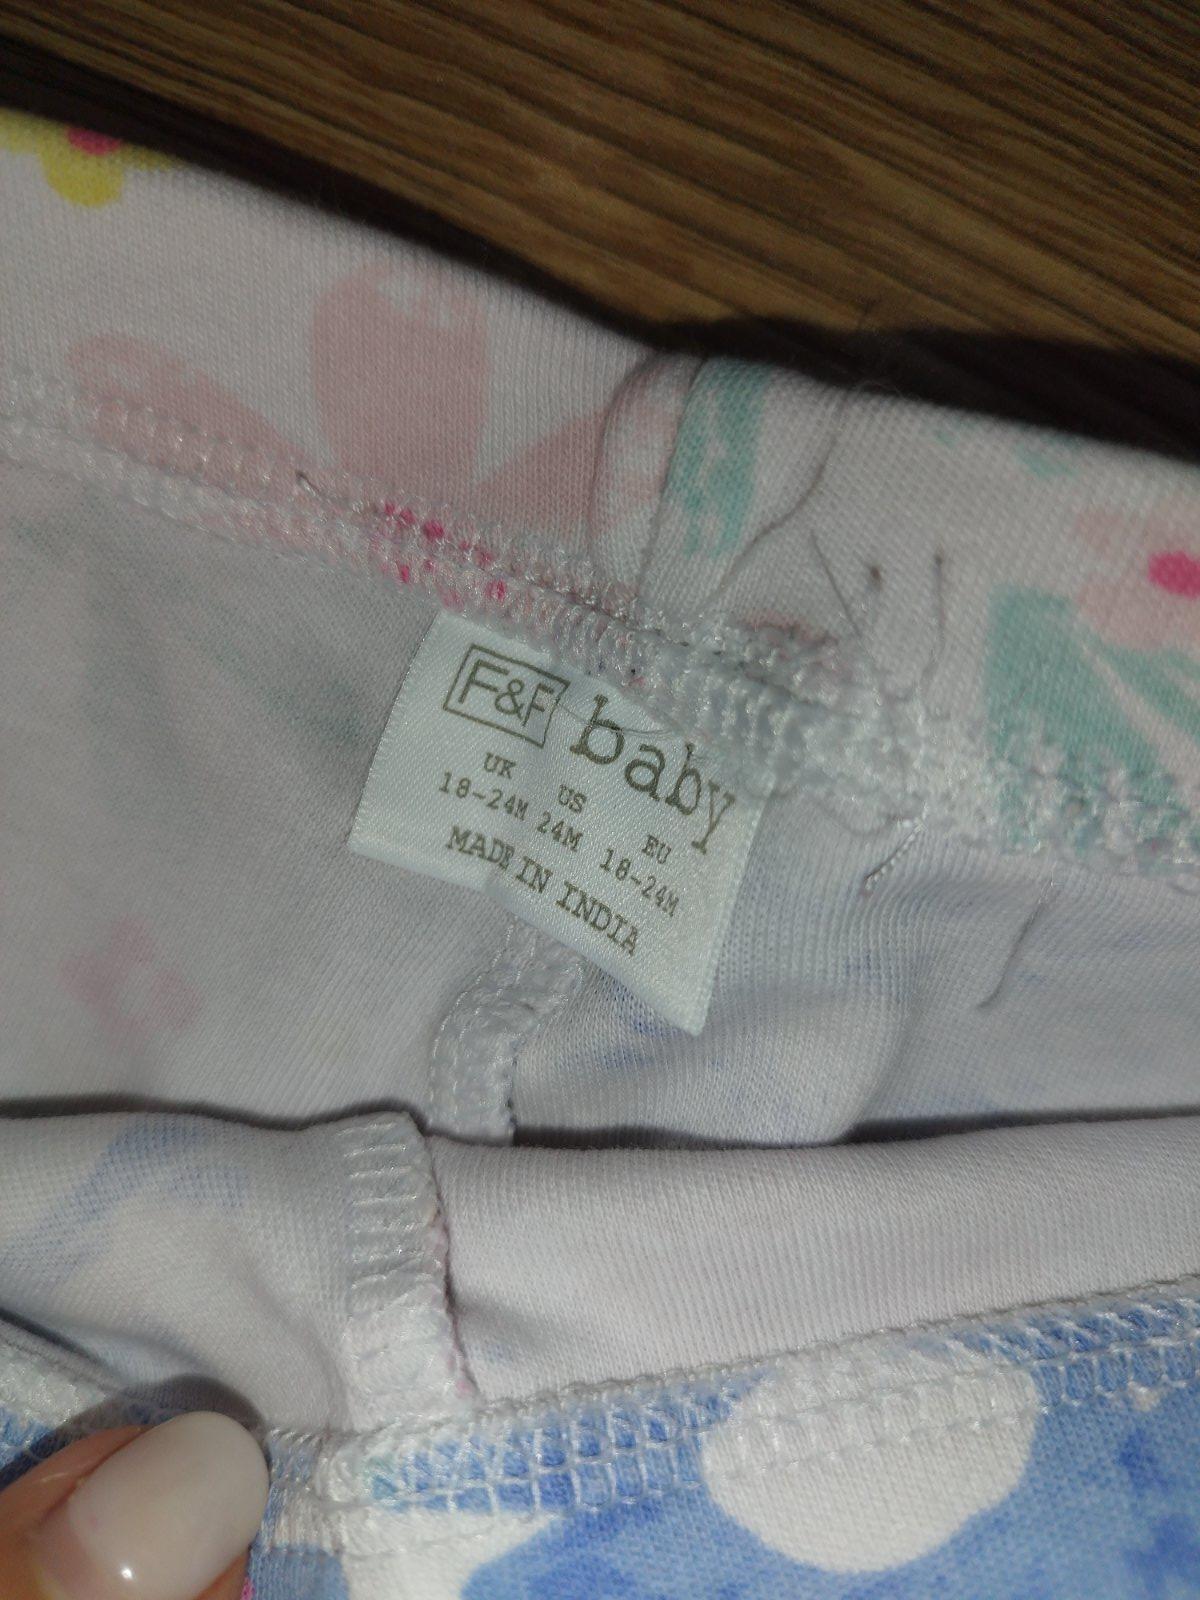 F&F baby
UK US EU
18-24M 24M 18-24M
MADE IN INDIA